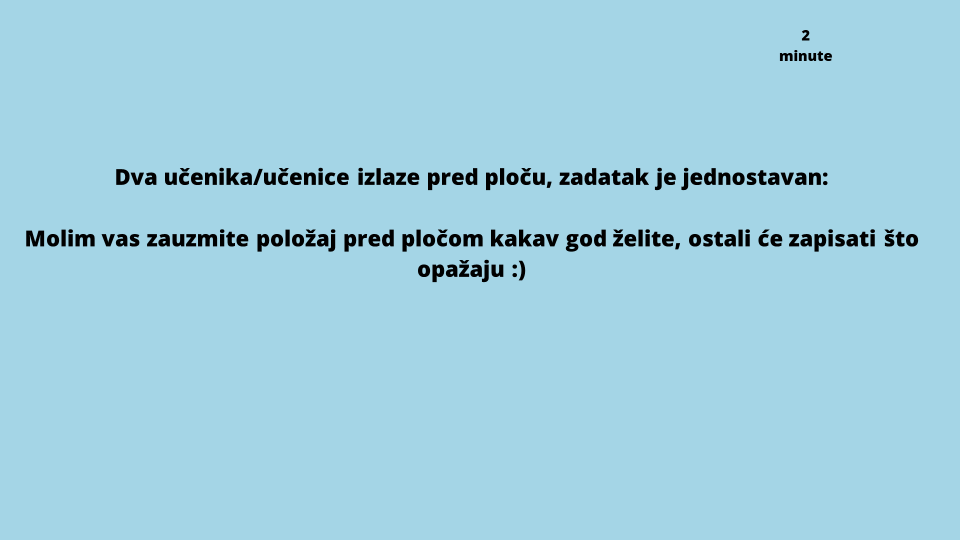 2
minute
Dva učenika/učenice izlaze pred ploču, zadatak je jednostavan:
Molim vas zauzmite položaj pred pločom kakav god želite, ostali će zapisati što
opažaju :)